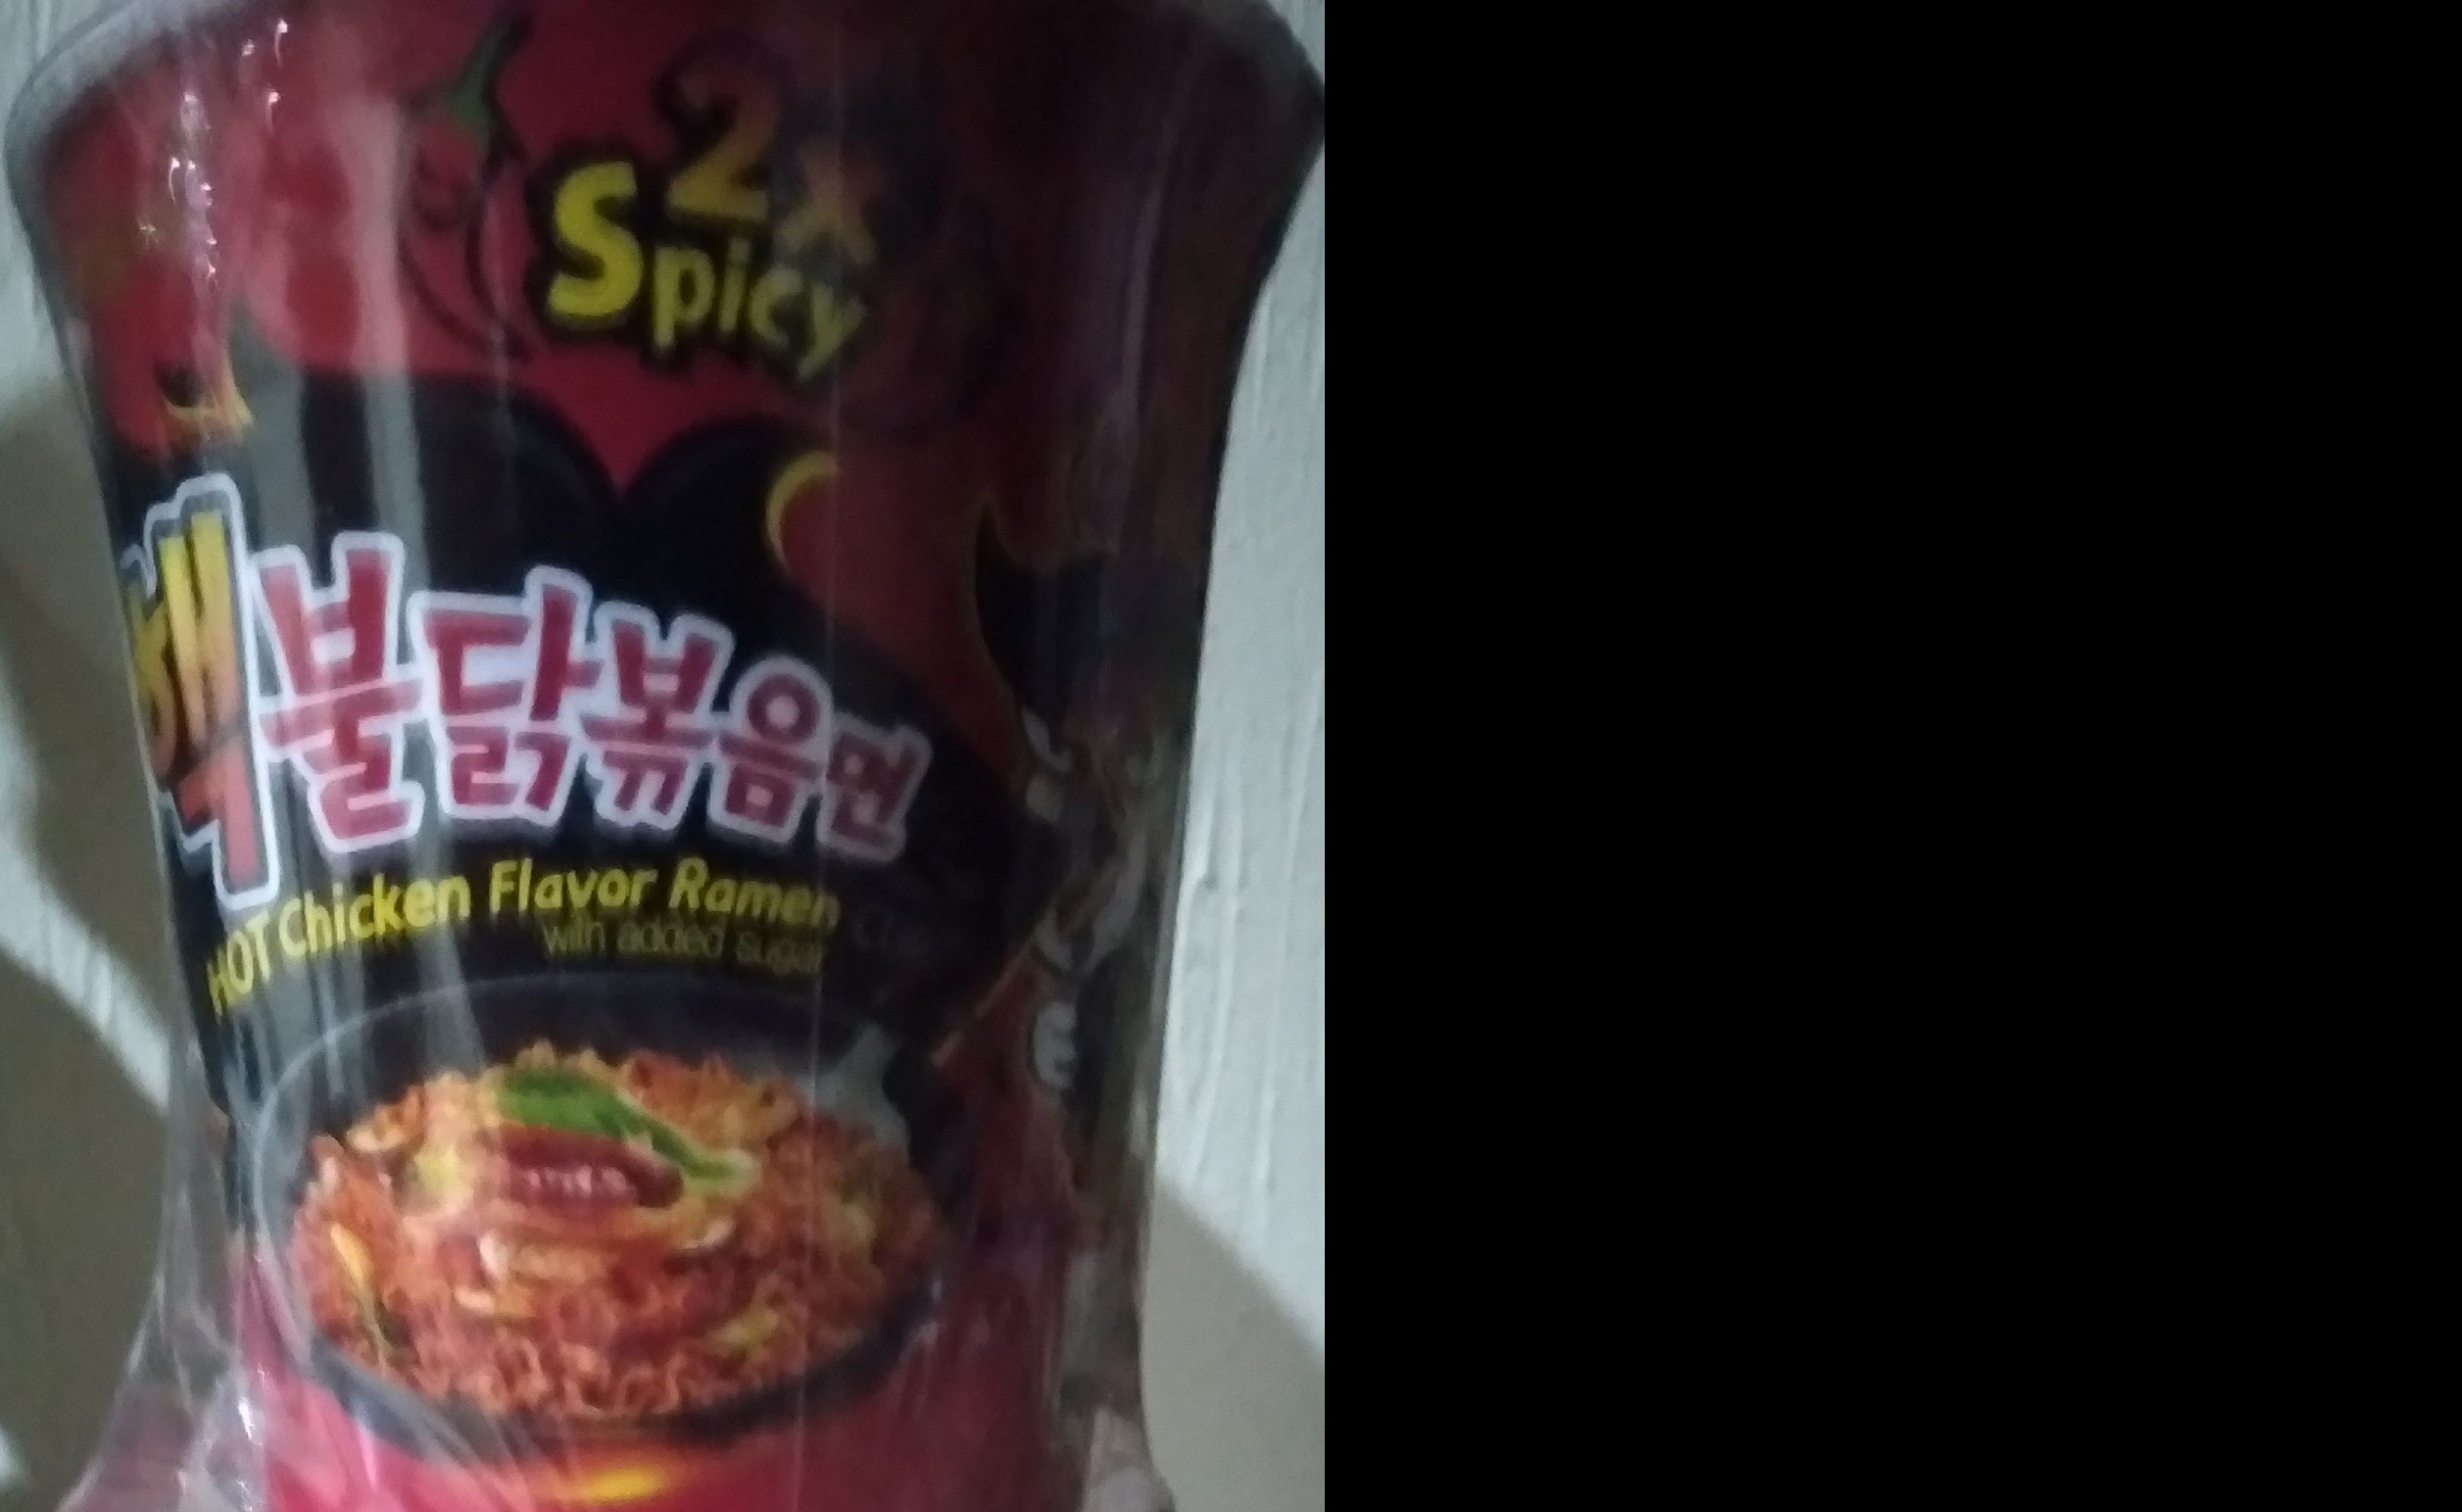 2x
Spicy
핵불닭볶음면
HOT Chicken Flavor Ramen
with added sugar